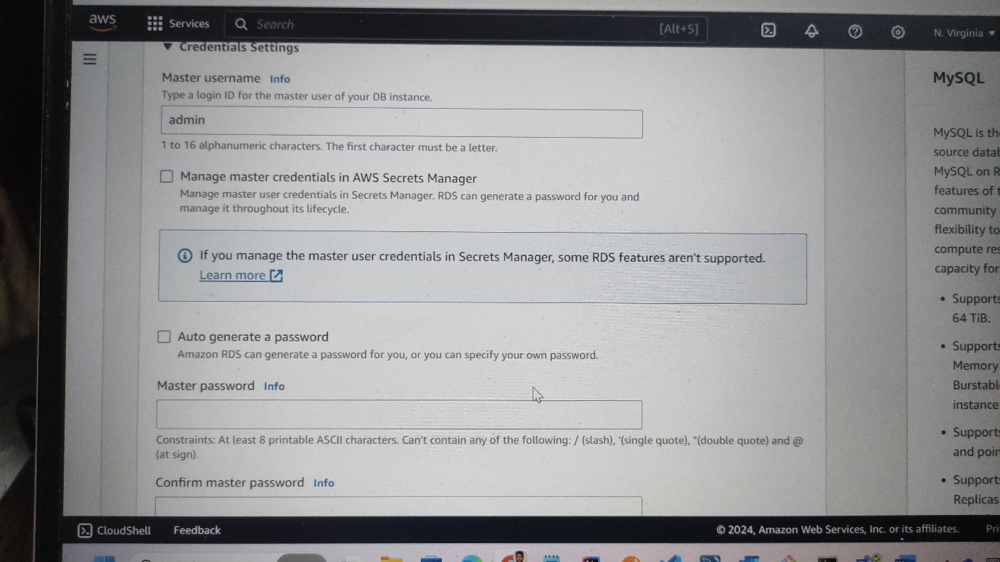 aws
Services
Search
[Alt+S]
N. Virginia
Credentials Settings
Master username Info
Type a login ID for the master user of your DB instance.
admin
1 to 16 alphanumeric characters. The first character must be a letter.
Manage master credentials in AWS Secrets Manager
Manage master user credentials in Secrets Manager. RDS can generate a password for you and
manage it throughout its lifecycle.
If you manage the master user credentials in Secrets Manager, some RDS features aren't supported.
Learn more
Auto generate a password
Amazon RDS can generate a password for you, or you can specify your own password.
Master password Info
Constraints: At least 8 printable ASCII characters. Can't contain any of the following: / (slash), '(single quote), "(double quote) and @
(at sign).
Confirm master password Info
MySQL
MySQL is
source
MySQL on
features of
community
flexibility to
compute
capacity for
• Supports
64 TiB.
• Supports
Memory
instance
• Supports
and
• Supports
Replicas
CloudShell
Feedback
© 2024, Amazon Web Services, Inc. or its affiliates.